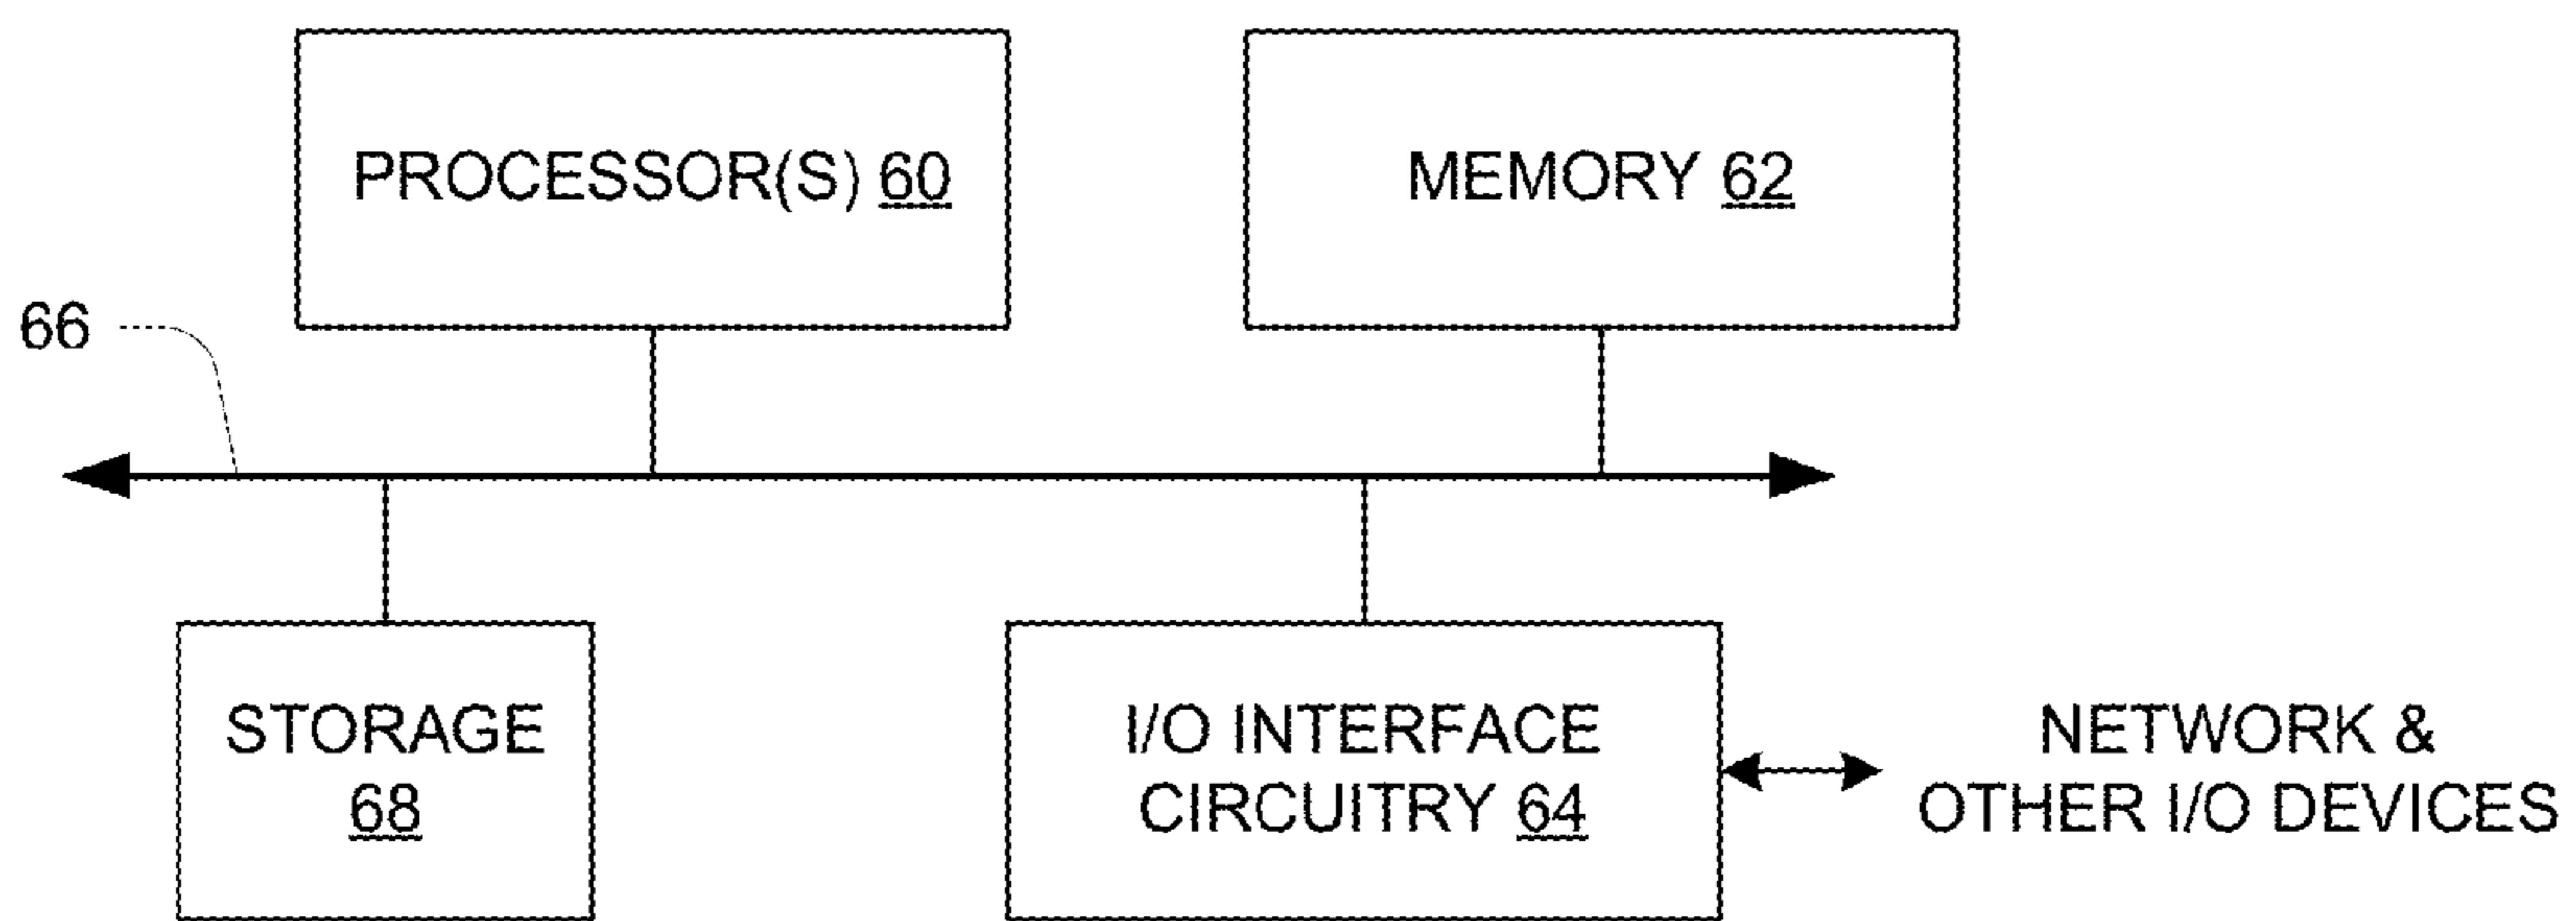 PROCESSOR(S) 60
MEMORY 62
66
STORAGE
68
I/O INTERFACE
CIRCUITRY 64
NETWORK &
OTHER I/O DEVICES